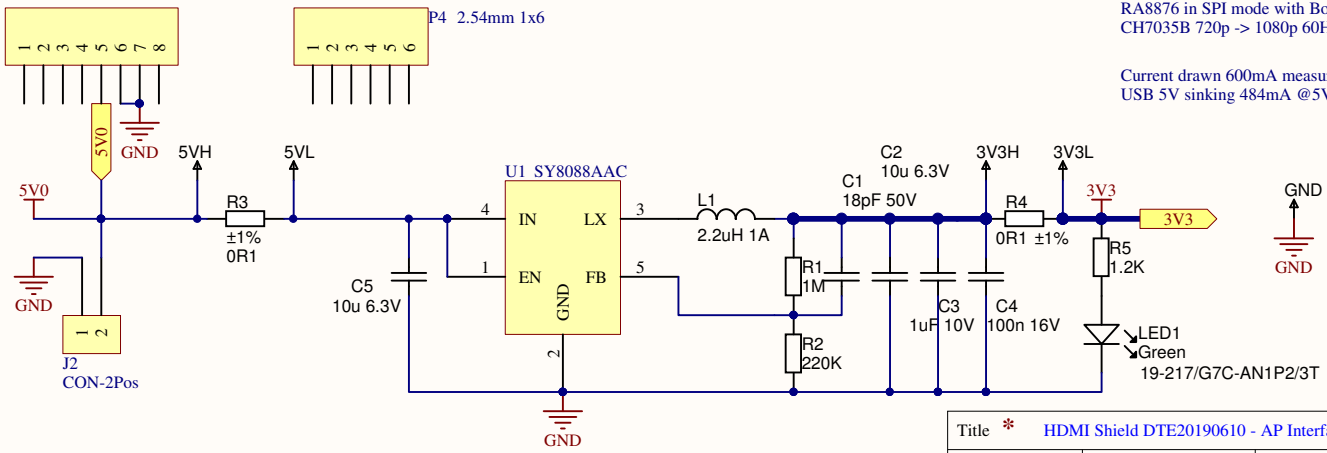 RA8876 in SPI mode with Bo
CH7035B 720p -> 1080p 60H
P4 2.54mm 1x6
1 2 3 4 5 6 7 8
1 2 3 4 5 6
Current drawn 600mA measu
USB 5V sinking 484mA @5V
5V0
GND
5VH
5VL
U1 SY8088AAC
C2
10u 6.3V
3V3H
3V3L
C1
18pF 50V
5V0
R3
±1%
0R1
4
IN
LX
3
L1
2.2uH 1A
R4
0R1 ±1%
3V3
3V3
GND
GND
1
EN
FB
5
GND
2
C5
10u 6.3V
R1
1M
R5
1.2K
GND
C3
1uF 10V
C4
100n 16V
R2
220K
LED1
Green
19-217/G7C-AN1P2/3T
1 2
J2
CON-2Pos
GND
Title * HDMI Shield DTE20190610 - AP Interf